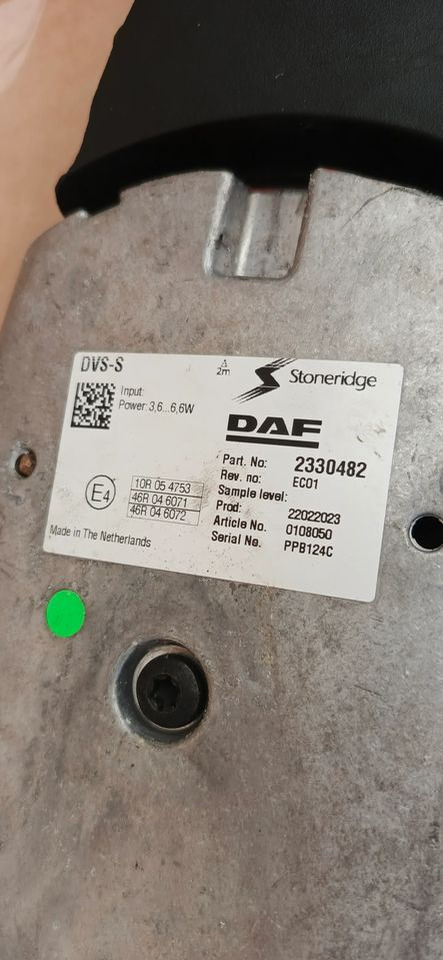 DVS-S
Δ
2m
Stoneridge
Input:
Power: 3,6...6,6W
DAF
Part. No: 2330482
Rev. no: EC01
Sample level:
Prod: 22022023
Article No. 0108050
Serial No. PPB124C
E4
10R 05 4753
46R 04 6071
46R 04 6072
Made in The Netherlands